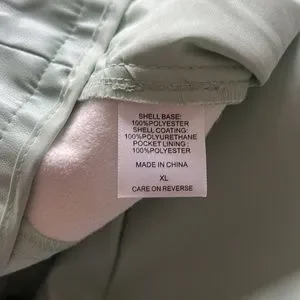 SHELL BASE:
100%POLYESTER
SHELL COATING:
100%POLYURETHANE
POCKET LINING :
100%POLYESTER
MADE IN CHINA
XL
CARE ON REVERSE